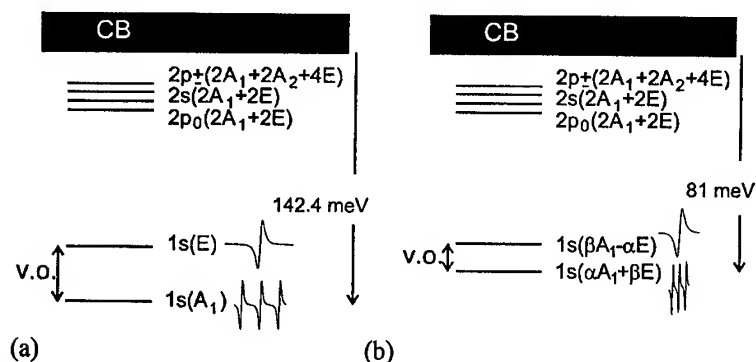 CB
2p±(2A₁+2A₂+4E)
2s(2A₁+2E)
2p₀(2A₁+2E)
142.4 meV
1s(E)
v.o.
1s(A₁)
(a)
CB
2p±(2A₁+2A₂+4E)
2s(2A₁+2E)
2p₀(2A₁+2E)
81 meV
1s(βA₁-αE)
v.o.
1s(αA₁+βE)
(b)